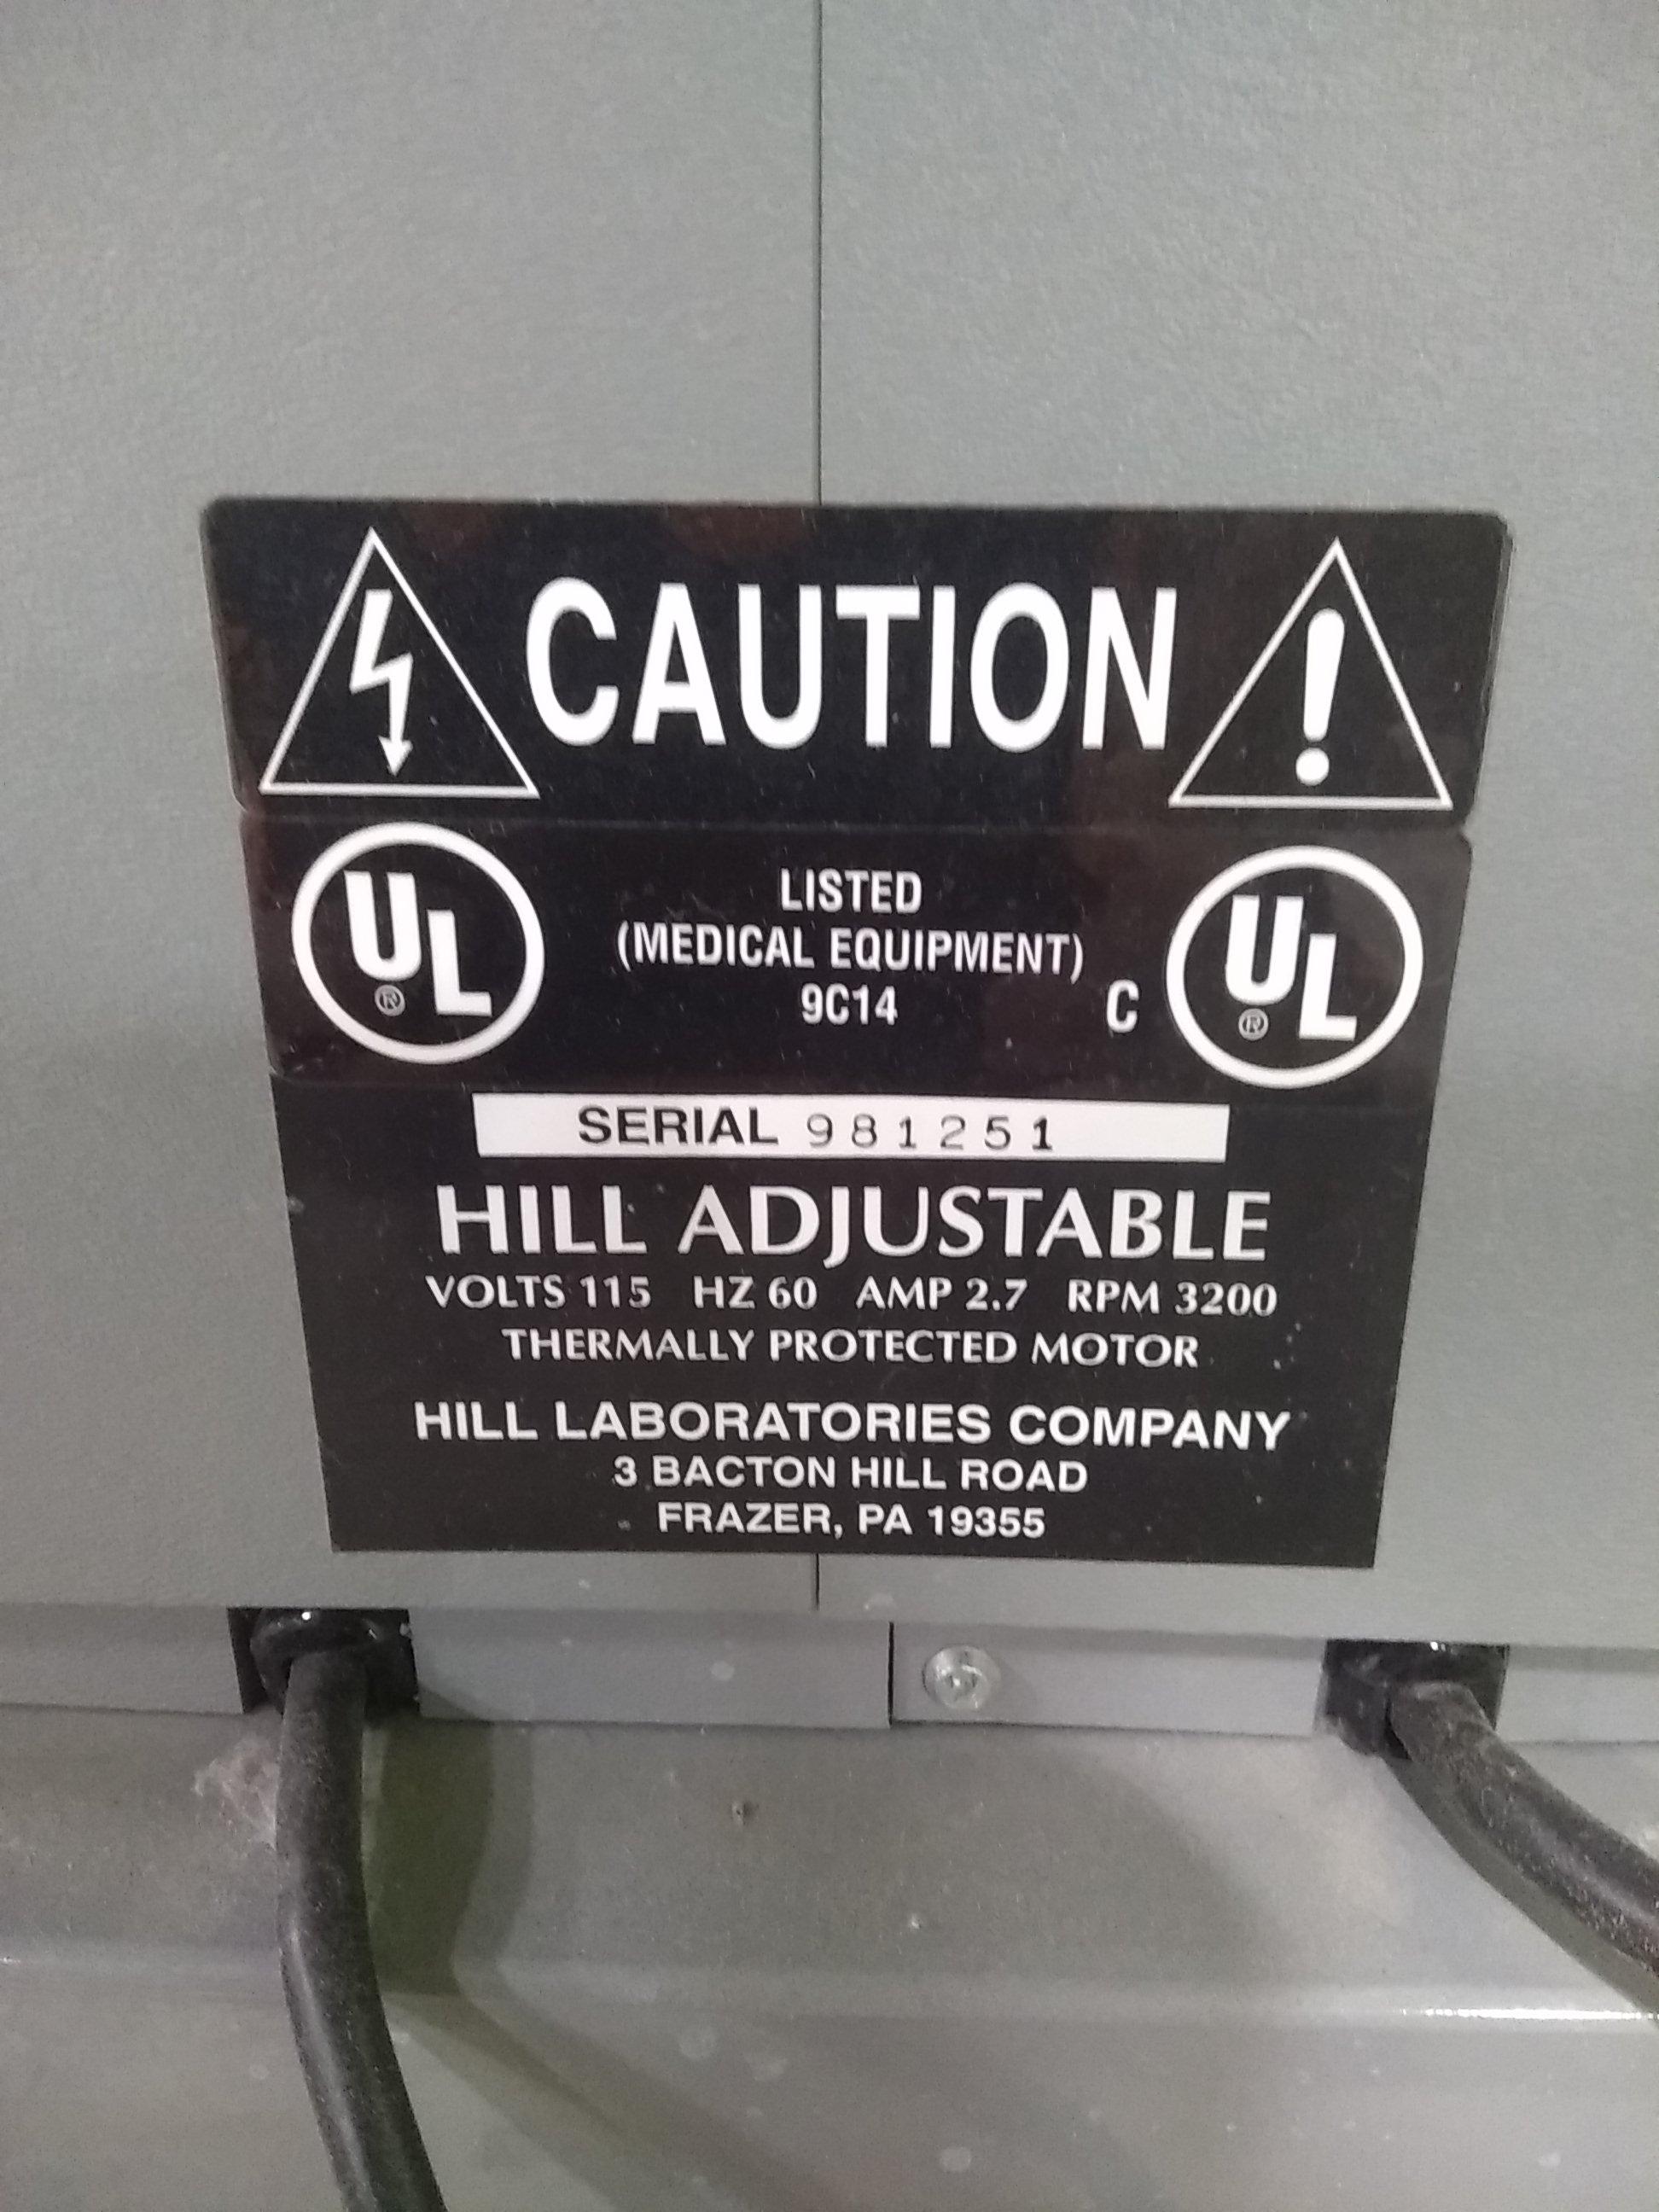 CAUTION
UL
®
LISTED
(MEDICAL EQUIPMENT)
9C14
C
UL
®
SERIAL 981251
HILL ADJUSTABLE
VOLTS 115 HZ 60 AMP 2.7 RPM 3200
THERMALLY PROTECTED MOTOR
HILL LABORATORIES COMPANY
3 BACTON HILL ROAD
FRAZER, PA 19355